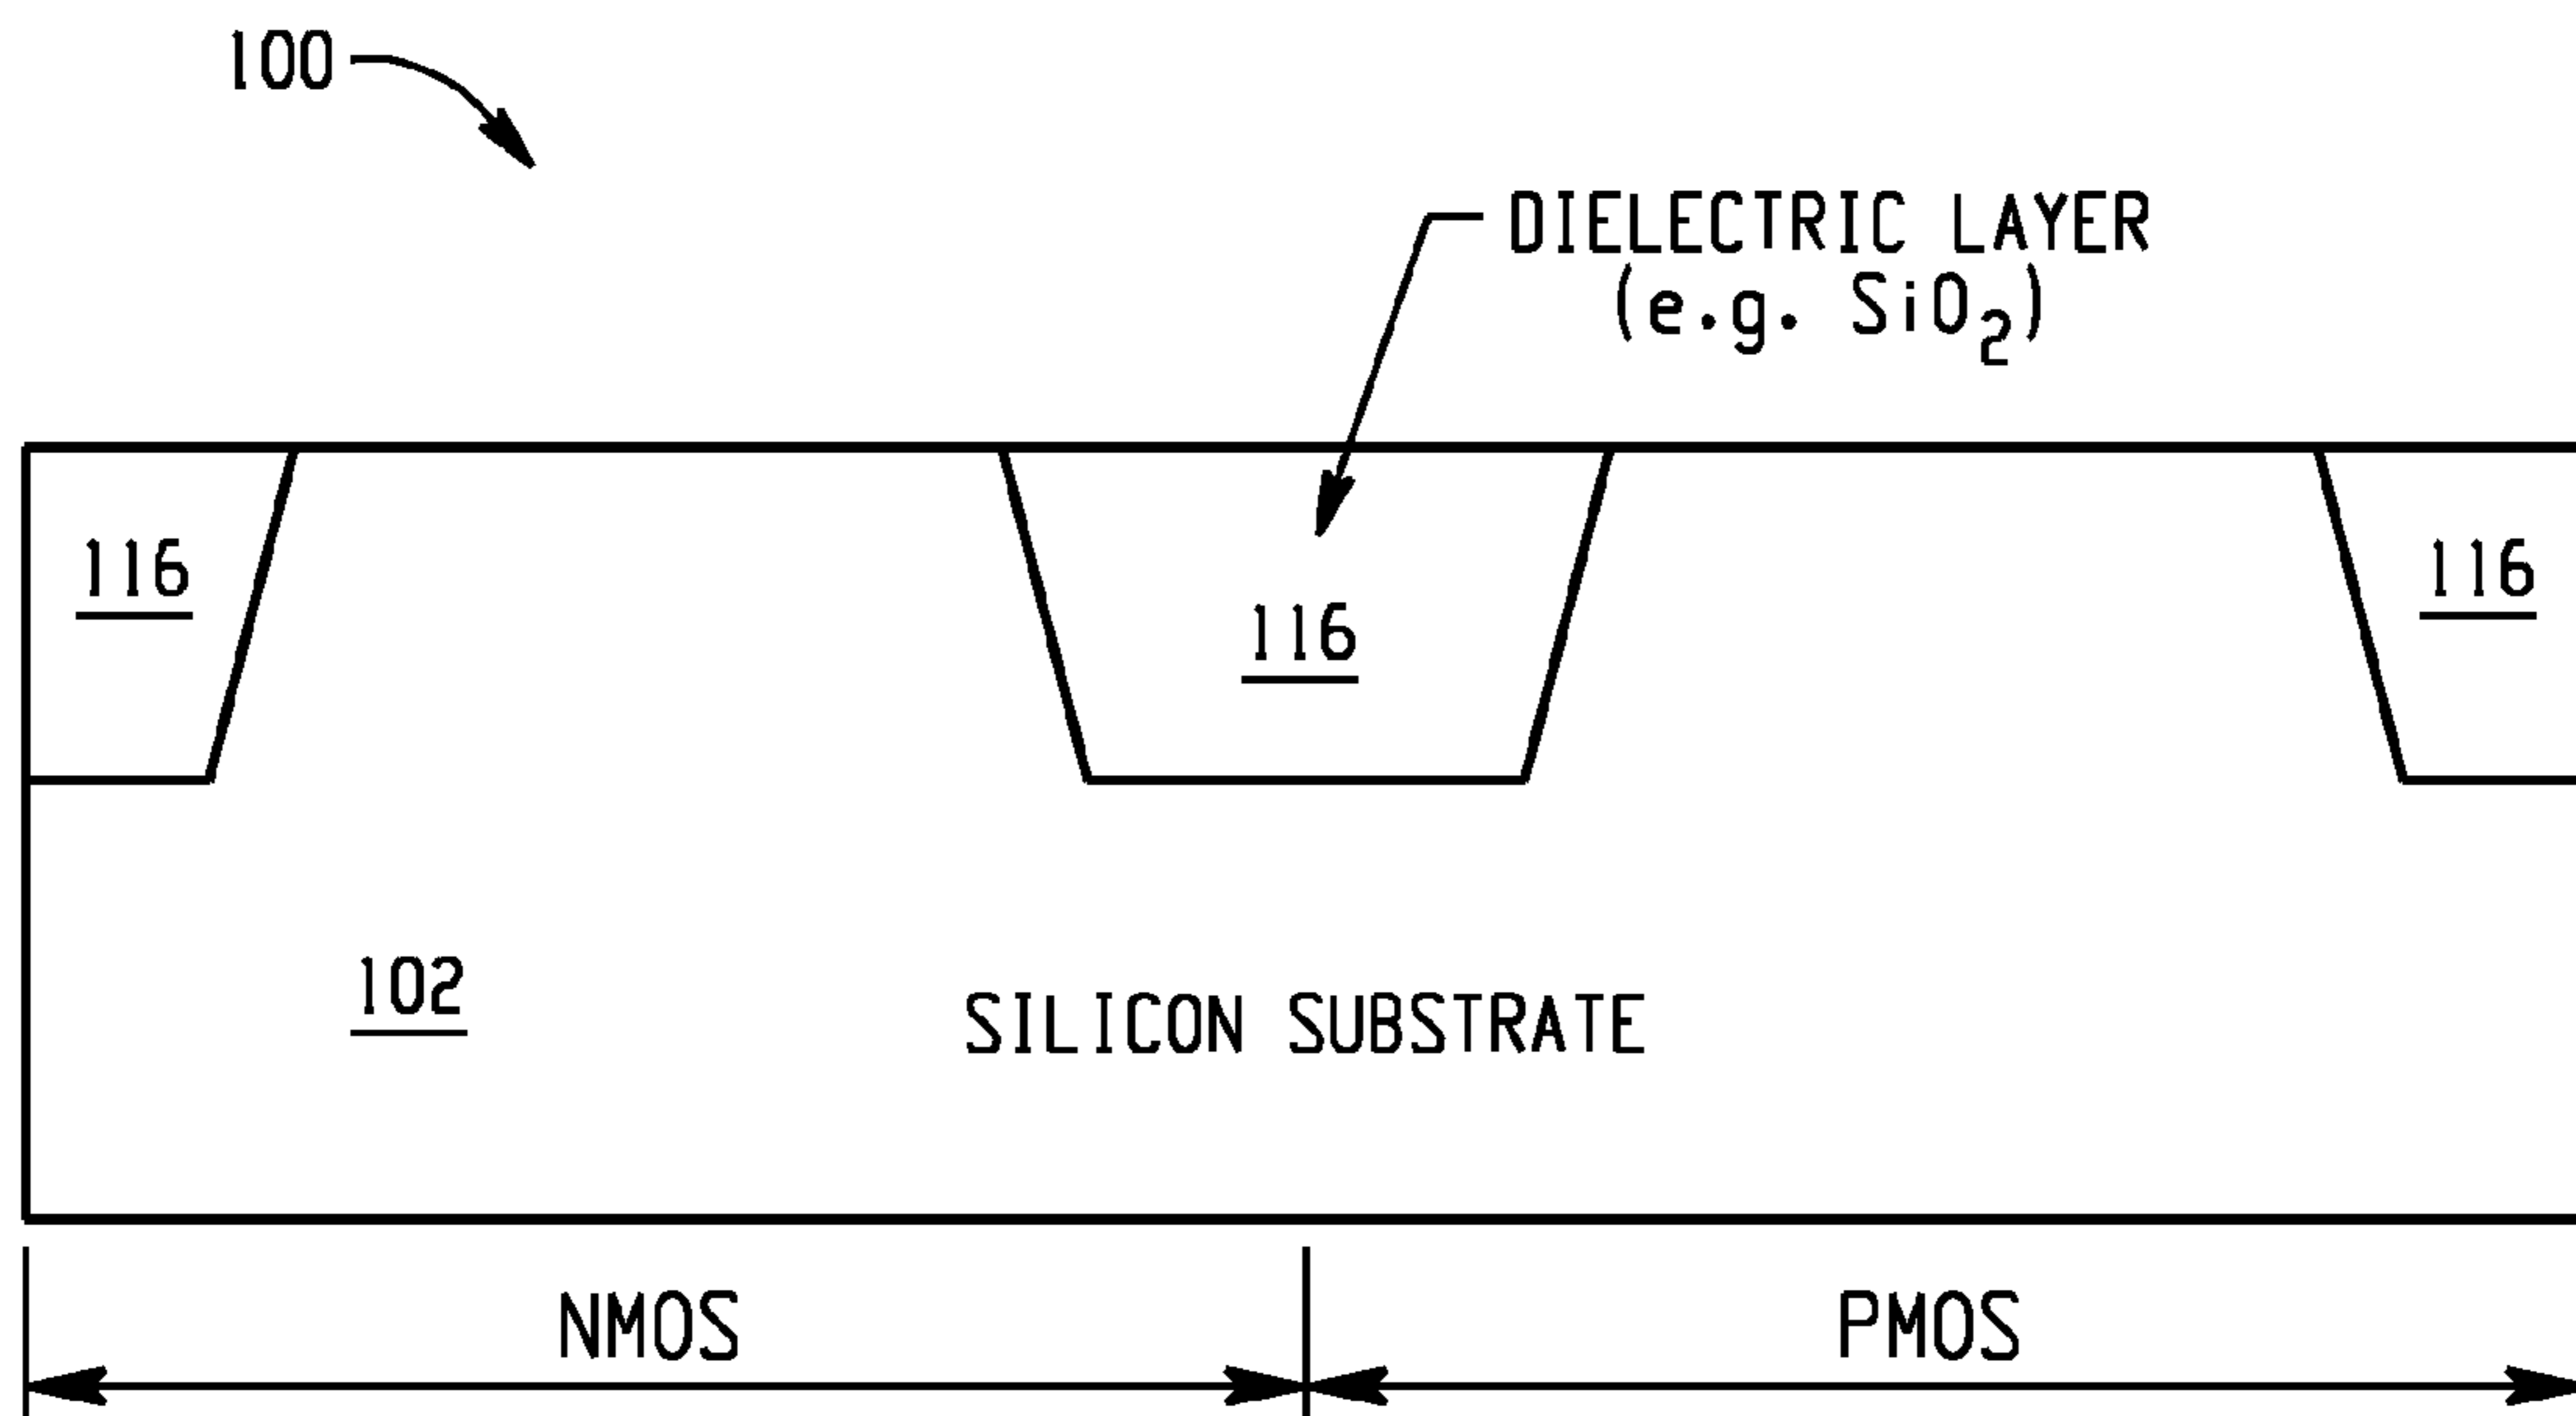 100
DIELECTRIC LAYER
(e.g. SiO₂)
116
116
116
102
SILICON SUBSTRATE
NMOS
PMOS